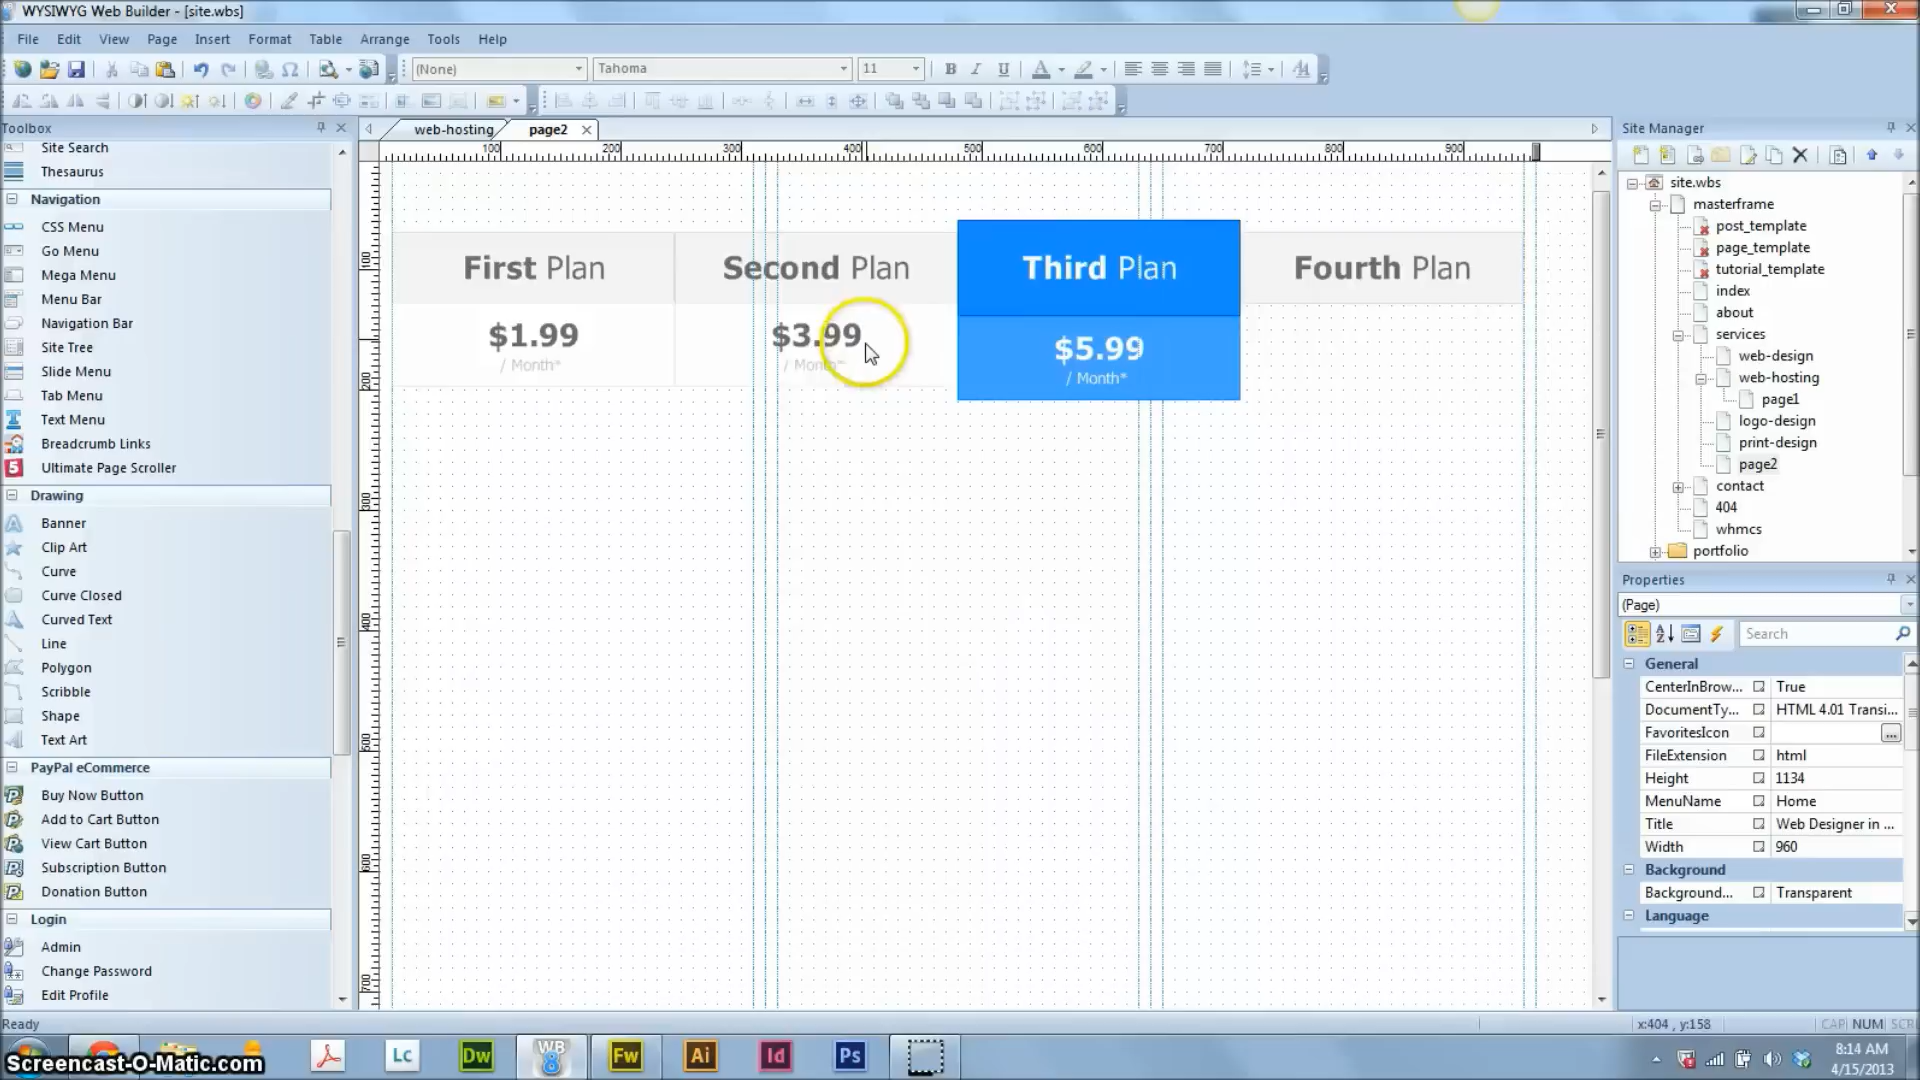 WYSIWYG Web Builder - [site.wbs]
File Edit View Page Insert Format Table Arrange Tools Help
(None) Tahoma 11 B I U A
Toolbox
web-hosting page2
Site Manager
100 200 300 400 500 600 700 800 900
Site Search
Thesaurus
Navigation
CSS Menu
Go Menu
Mega Menu
Menu Bar
Navigation Bar
Site Tree
Slide Menu
Tab Menu
Text Menu
Breadcrumb Links
Ultimate Page Scroller
Drawing
Banner
Clip Art
Curve
Curve Closed
Curved Text
Line
Polygon
Scribble
Shape
Text Art
PayPal eCommerce
Buy Now Button
Add to Cart Button
View Cart Button
Subscription Button
Donation Button
Login
Admin
Change Password
Edit Profile
100
200
300
400
500
600
700
First Plan
$1.99
/ Month*
Second Plan
$3.99
/ Month*
Third Plan
$5.99
/ Month*
Fourth Plan
site.wbs
masterframe
post_template
page_template
tutorial_template
index
about
services
web-design
web-hosting
page1
logo-design
print-design
page2
contact
404
whmcs
portfolio
Properties
(Page)
Search
General
CenterInBrow... True
DocumentTy... HTML 4.01 Transi...
FavoritesIcon ...
FileExtension html
Height 1134
MenuName Home
Title Web Designer in ...
Width 960
Background
Background... Transparent
Language
Ready
x:404 , y:158 CAP NUM SCR
Screencast-O-Matic.com
Lc Dw WB 8 Fw Ai Id Ps
8:14 AM
4/15/2013